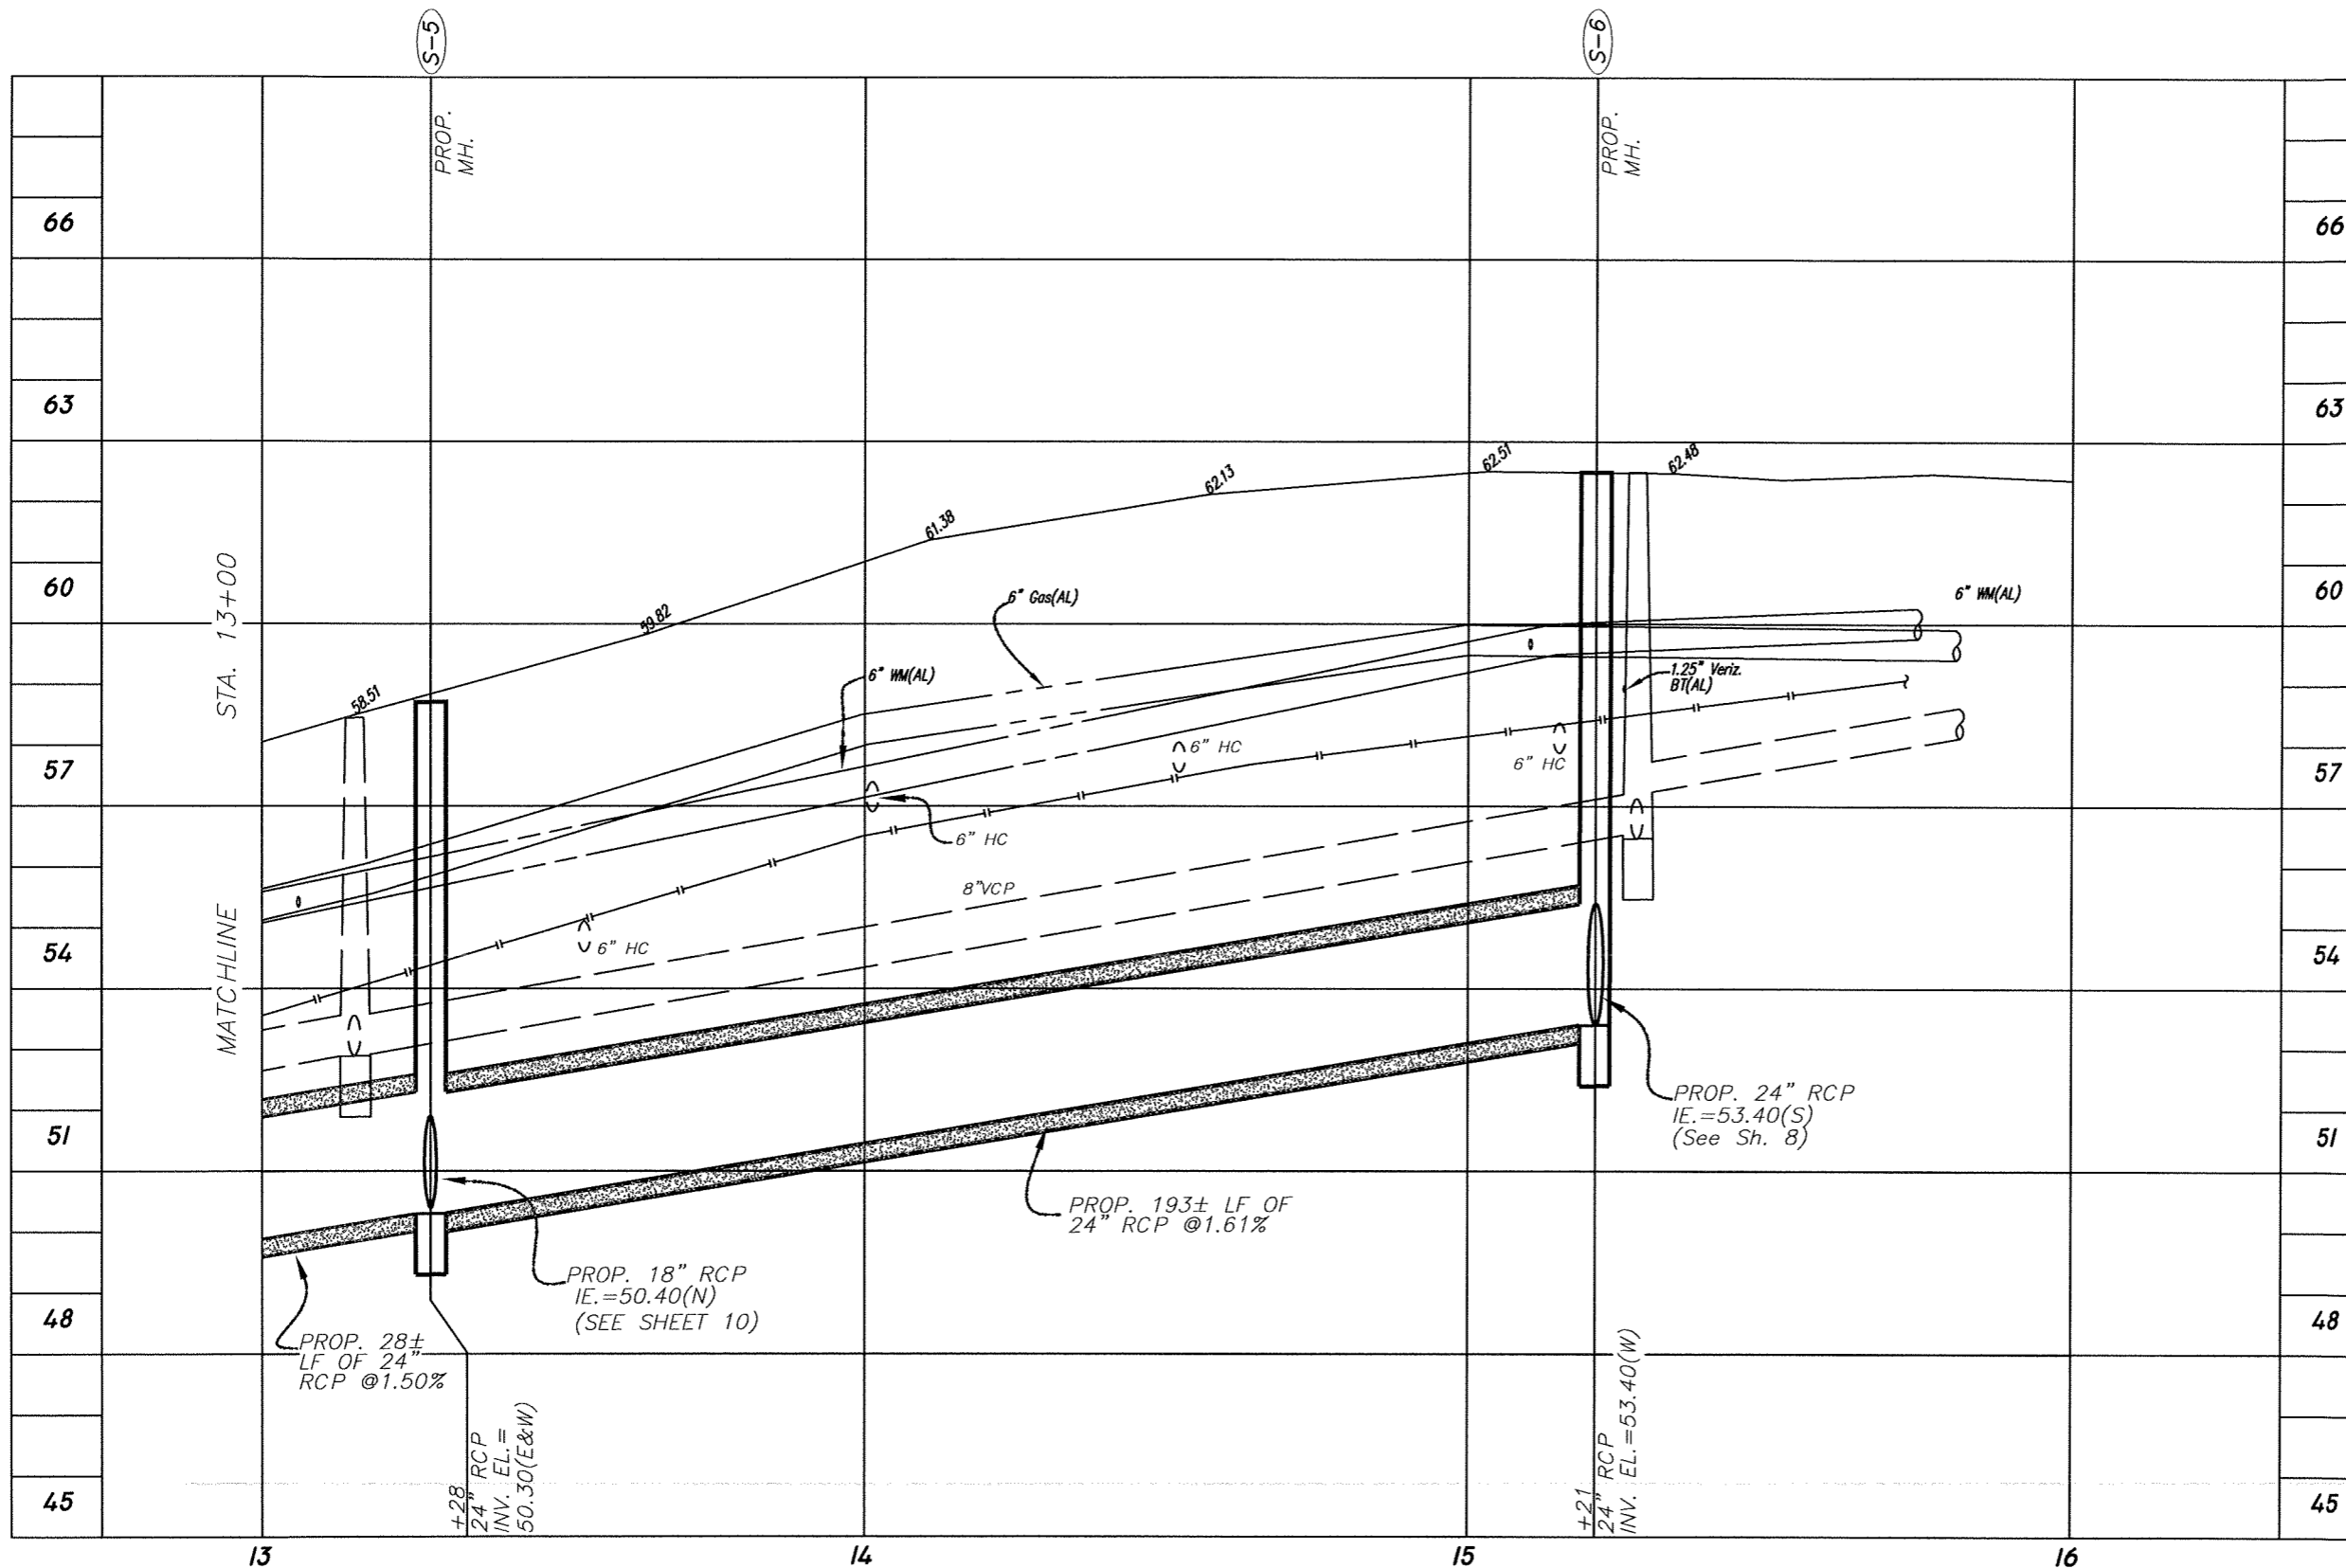 S-5
S-6
PROP.
MH.
PROP.
MH.
66
66
63
63
62.51
62.48
62.13
61.38
STA. 13+00
60
6" Gas(AL)
6" WM(AL)
60
59.82
6" WM(AL)
1.25" Veriz.
BT(AL)
58.51
57
6" HC
6" HC
57
6" HC
8"VCP
MATCHLINE
54
6" HC
54
PROP. 24" RCP
IE.=53.40(S)
(See Sh. 8)
51
51
PROP. 193± LF OF
24" RCP @1.61%
PROP. 18" RCP
IE.=50.40(N)
(SEE SHEET 10)
48
48
PROP. 28±
LF OF 24"
RCP @1.50%
+28
24" RCP
INV. EL.=
50.30(E&W)
+21
24" RCP
INV. EL.=53.40(W)
45
45
13
14
15
16